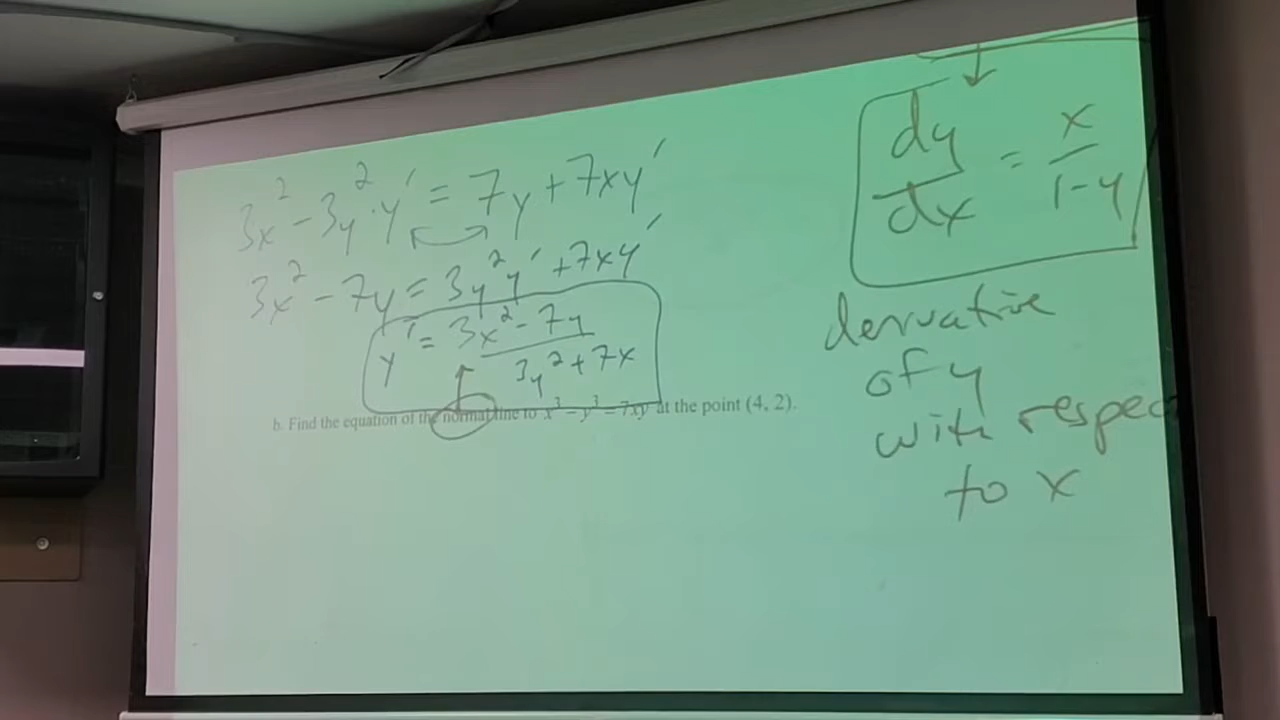 3x² - 3y²·y' = 7y + 7xy'
3x² - 7y = 3y²y' + 7xy'
y' = 3x² - 7y / 3y² + 7x
b. Find the equation of the normal line to x³ - y³ = 7xy at the point (4, 2).
dy/dx = x/1-y
dervative
of y
with respec
to x